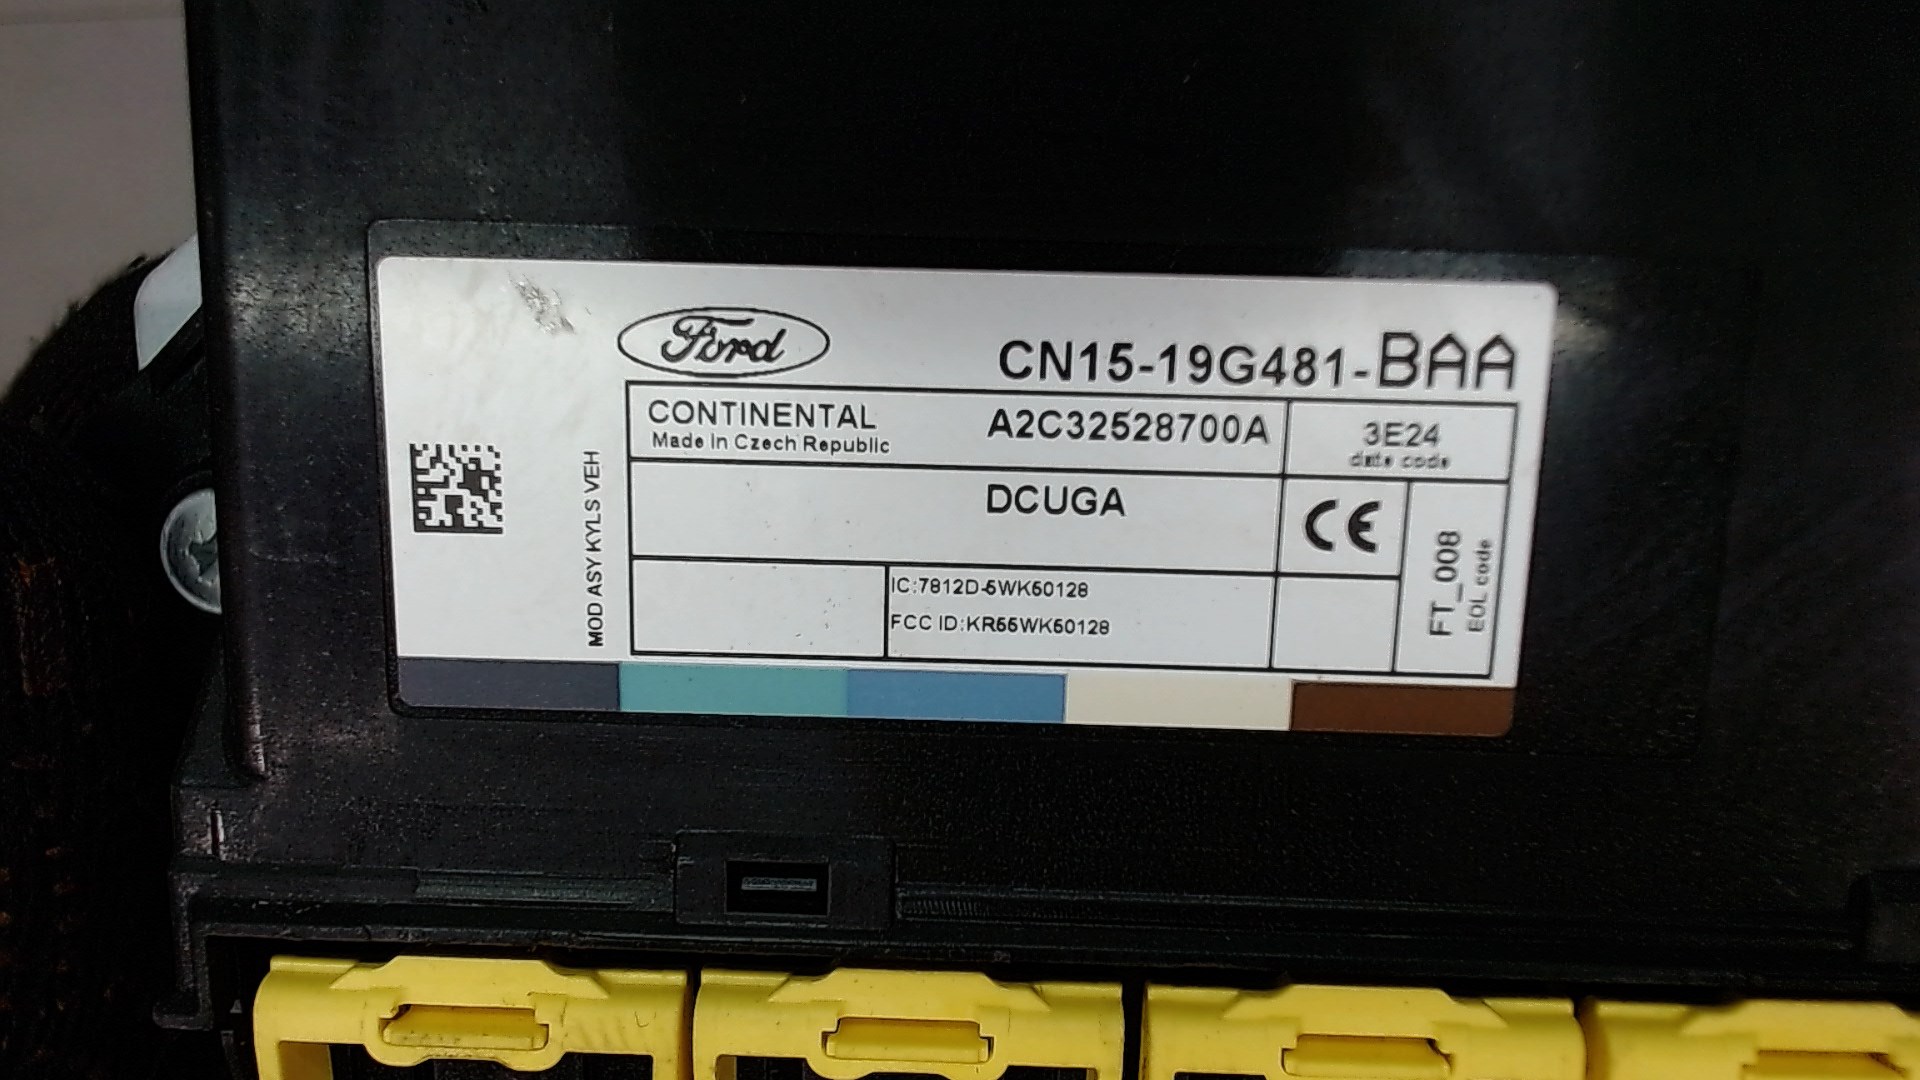 Ford
CN15-19G481-BAA
CONTINENTAL
Made In Czech Republic
A2C32528700A
3E24
date code
DCUGA
MOD ASY KYLS VEH
IC:7812D-5WK50128
FCC ID:KR55WK50128
CE
FT_008
EOL code